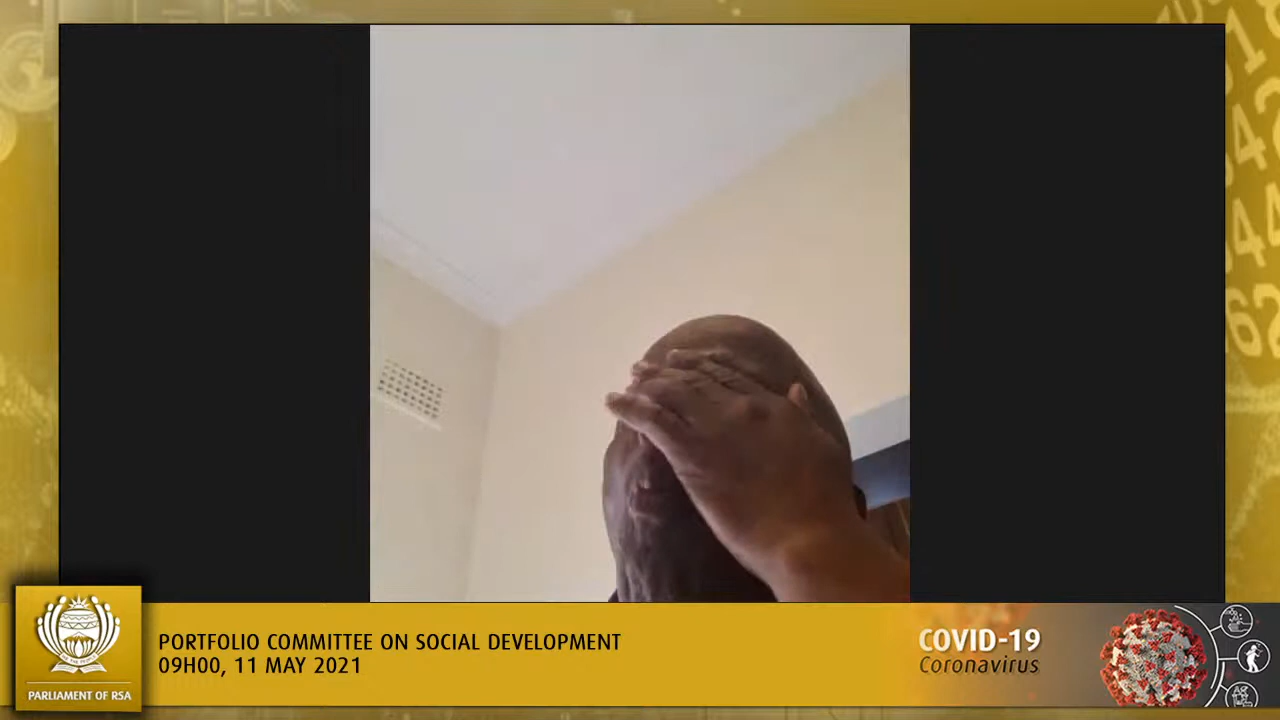 PORTFOLIO COMMITTEE ON SOCIAL DEVELOPMENT
09H00, 11 MAY 2021
COVID-19
Coronavirus
PARLIAMENT OF RSA